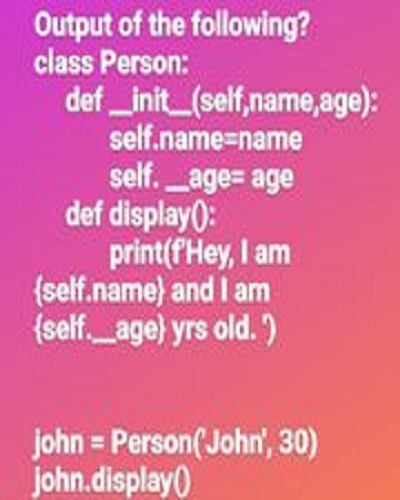 Output of the following?
class Person:
def __init__(self,name,age):
self.name=name
self. __age= age
def display():
print(f'Hey, I am
{self.name} and I am
{self.__age} yrs old. ')
john = Person('John', 30)
john.display()